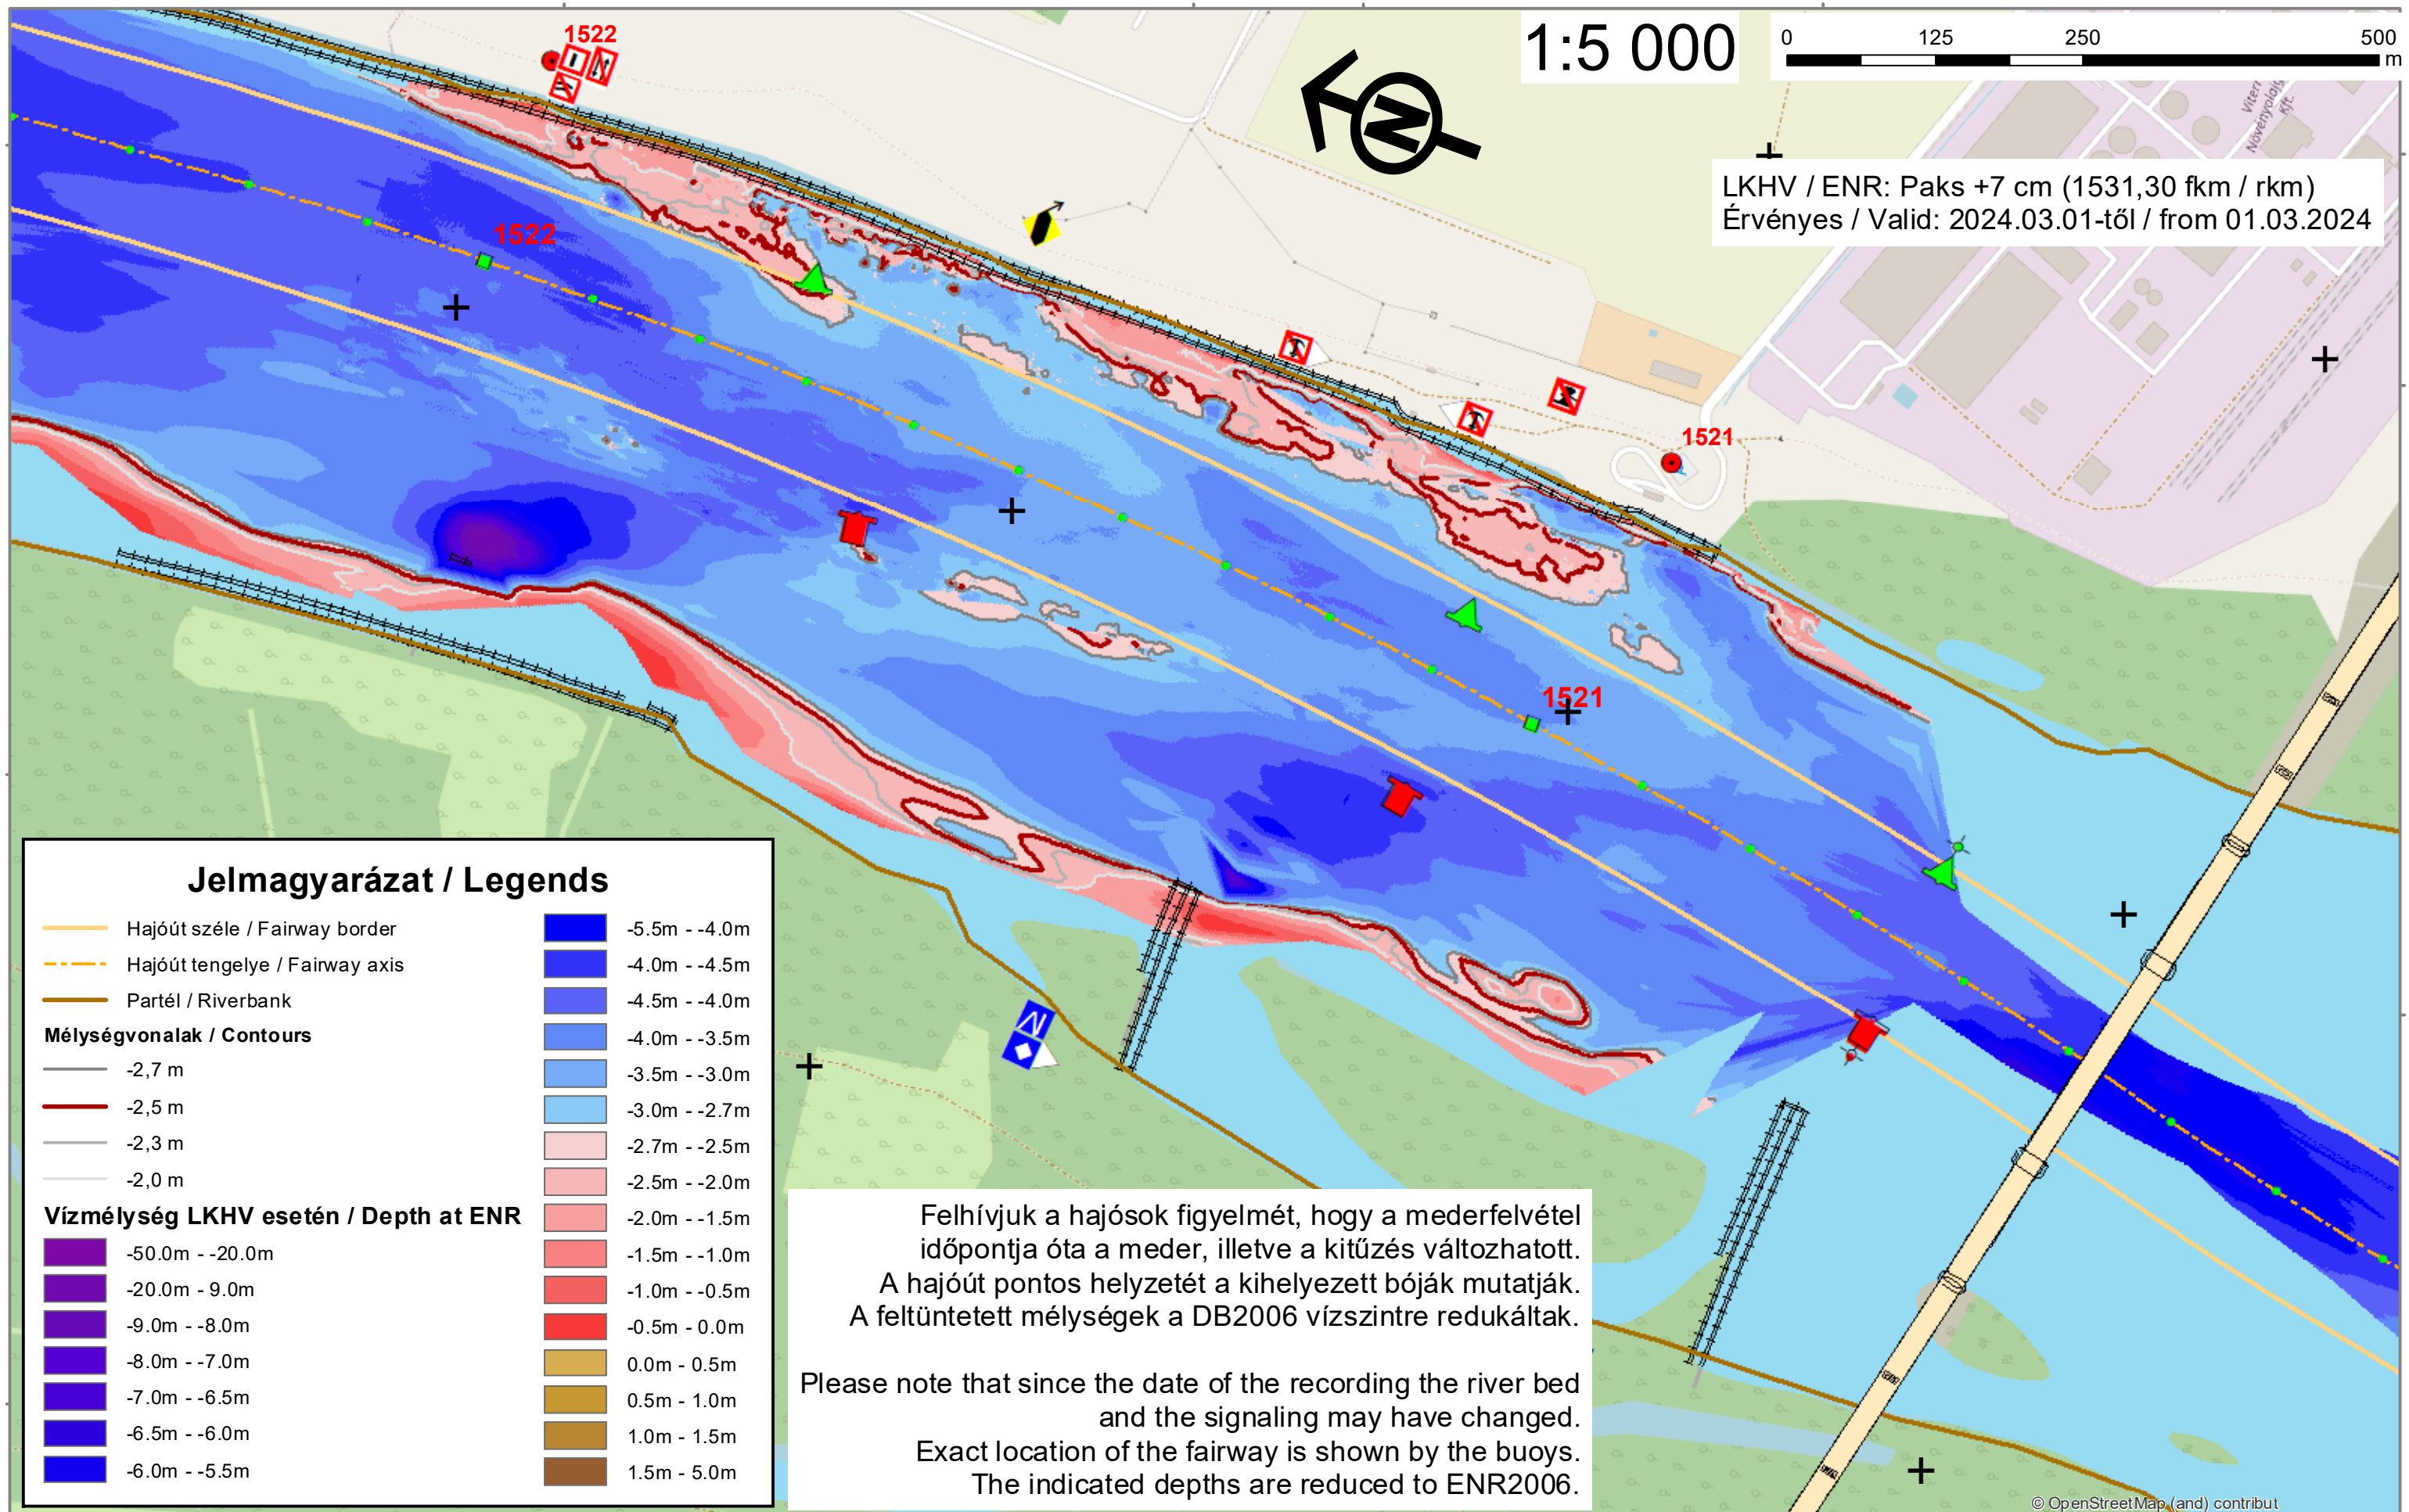 1522
1:5 000
0 125 250 500
m
Viterr
Növényolajg
Kft.
N
LKHV / ENR: Paks +7 cm (1531,30 fkm / rkm)
Érvényes / Valid: 2024.03.01-től / from 01.03.2024
1522
1521
1521
Jelmagyarázat / Legends
Hajóút széle / Fairway border
Hajóút tengelye / Fairway axis
Partél / Riverbank
Mélységvonalak / Contours
-2,7 m
-2,5 m
-2,3 m
-2,0 m
Vízmélység LKHV esetén / Depth at ENR
-50.0m - -20.0m
-20.0m - 9.0m
-9.0m - -8.0m
-8.0m - -7.0m
-7.0m - -6.5m
-6.5m - -6.0m
-6.0m - -5.5m
-5.5m - -4.0m
-4.0m - -4.5m
-4.5m - -4.0m
-4.0m - -3.5m
-3.5m - -3.0m
-3.0m - -2.7m
-2.7m - -2.5m
-2.5m - -2.0m
-2.0m - -1.5m
-1.5m - -1.0m
-1.0m - -0.5m
-0.5m - 0.0m
0.0m - 0.5m
0.5m - 1.0m
1.0m - 1.5m
1.5m - 5.0m
Felhívjuk a hajósok figyelmét, hogy a mederfelvétel
időpontja óta a meder, illetve a kitűzés változhatott.
A hajóút pontos helyzetét a kihelyezett bóják mutatják.
A feltüntetett mélységek a DB2006 vízszintre redukáltak.
Please note that since the date of the recording the river bed
and the signaling may have changed.
Exact location of the fairway is shown by the buoys.
The indicated depths are reduced to ENR2006.
© OpenStreetMap (and) contribut